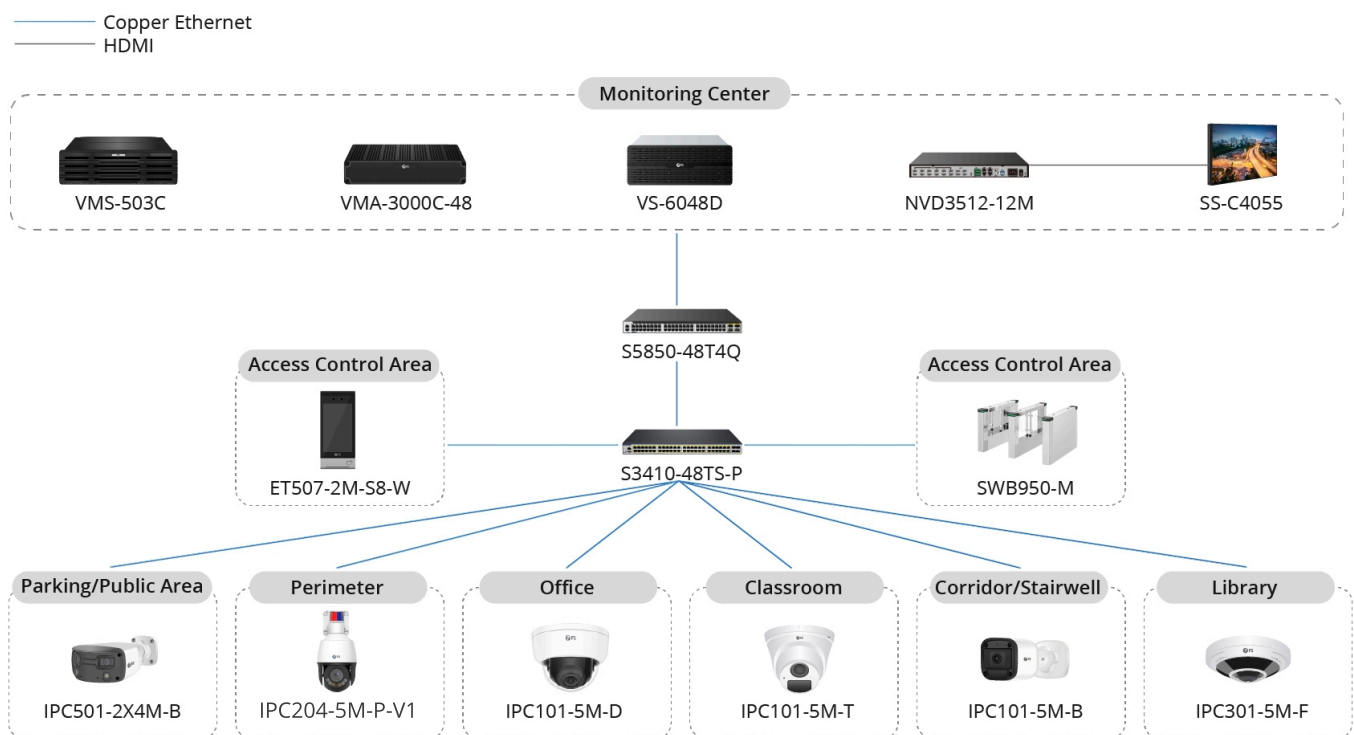 Copper Ethernet
HDMI
Monitoring Center
VMS-503C
VMA-3000C-48
VS-6048D
NVD3512-12M
SS-C4055
S5850-48T4Q
Access Control Area
Access Control Area
ET507-2M-S8-W
S3410-48TS-P
SWB950-M
Parking/Public Area
Perimeter
Office
Classroom
Corridor/Stairwell
Library
IPC501-2X4M-B
IPC204-5M-P-V1
IPC101-5M-D
IPC101-5M-T
IPC101-5M-B
IPC301-5M-F